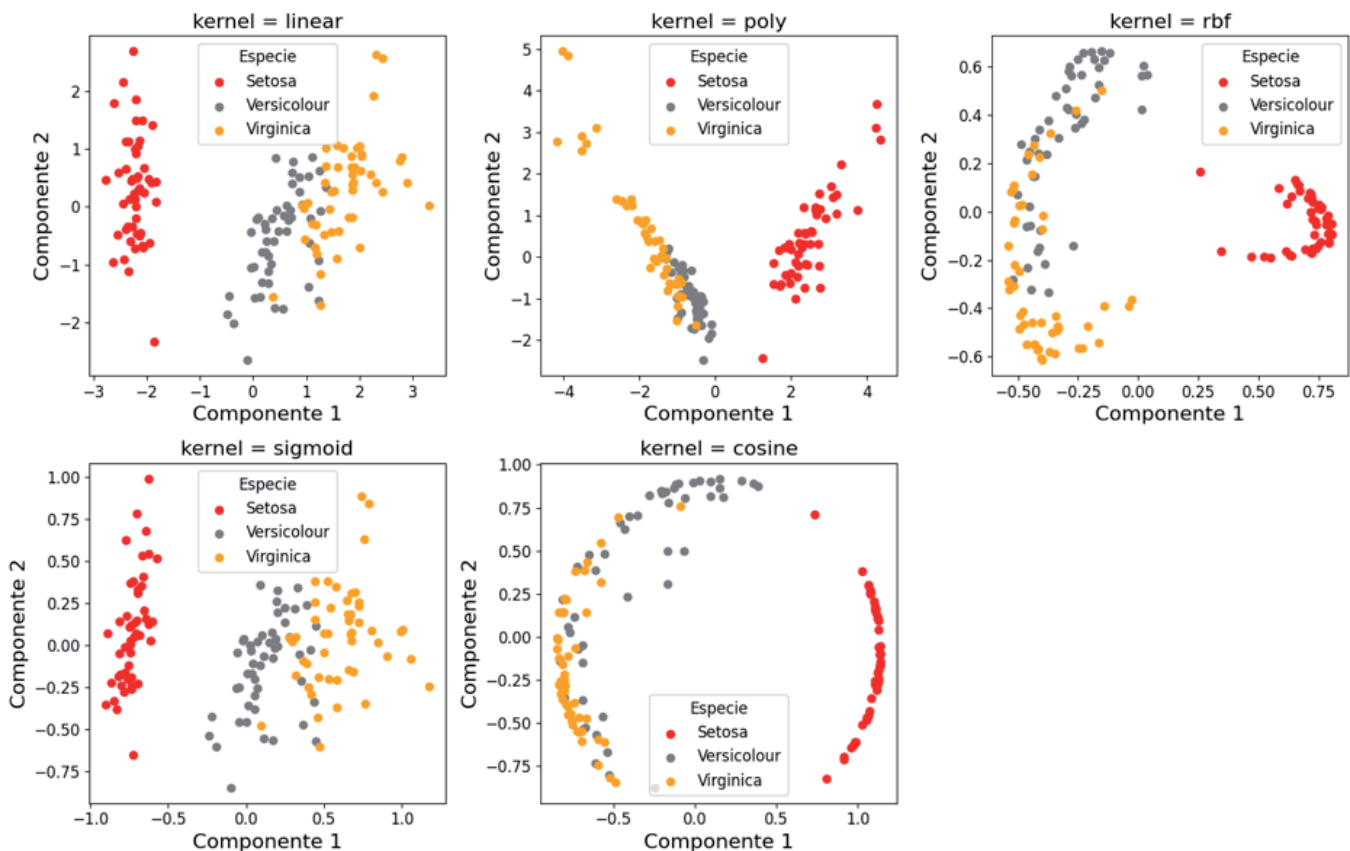 kernel = linear
Componente 2
2
1
0
−1
−2
−3
−2
−1
0
1
2
3
Componente 1
Especie
Setosa
Versicolour
Virginica
kernel = poly
Componente 2
5
4
3
2
1
0
−1
−2
−4
−2
0
2
4
Componente 1
Especie
Setosa
Versicolour
Virginica
kernel = rbf
Componente 2
0.6
0.4
0.2
0.0
−0.2
−0.4
−0.6
−0.50
−0.25
0.00
0.25
0.50
0.75
Componente 1
Especie
Setosa
Versicolour
Virginica
kernel = sigmoid
Componente 2
1.00
0.75
0.50
0.25
0.00
−0.25
−0.50
−0.75
−1.0
−0.5
0.0
0.5
1.0
Componente 1
Especie
Setosa
Versicolour
Virginica
kernel = cosine
Componente 2
1.00
0.75
0.50
0.25
0.00
−0.25
−0.50
−0.75
−0.5
0.0
0.5
1.0
Componente 1
Especie
Setosa
Versicolour
Virginica